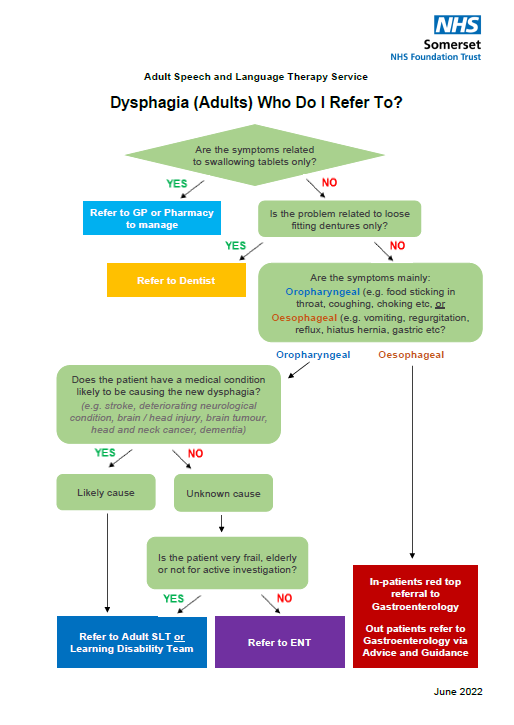 NHS
Somerset
NHS Foundation Trust
Adult Speech and Language Therapy Service
Dysphagia (Adults) Who Do I Refer To?
Are the symptoms related
to swallowing tablets only?
YES
NO
Refer to GP or Pharmacy
to manage
Is the problem related to loose
fitting dentures only?
YES
NO
Refer to Dentist
Are the symptoms mainly:
Oropharyngeal (e.g. food sticking in
throat, coughing, choking etc, or
Oesophageal (e.g. vomiting, regurgitation,
reflux, hiatus hernia, gastric etc?
Oropharyngeal
Oesophageal
Does the patient have a medical condition
likely to be causing the new dysphagia?
(e.g. stroke, deteriorating neurological
condition, brain / head injury, brain tumour,
head and neck cancer, dementia)
YES
NO
Likely cause
Unknown cause
Is the patient very frail, elderly
or not for active investigation?
YES
NO
Refer to Adult SLT or
Learning Disability Team
Refer to ENT
In-patients red top
referral to
Gastroenterology
Out patients refer to
Gastroenterology via
Advice and Guidance
June 2022